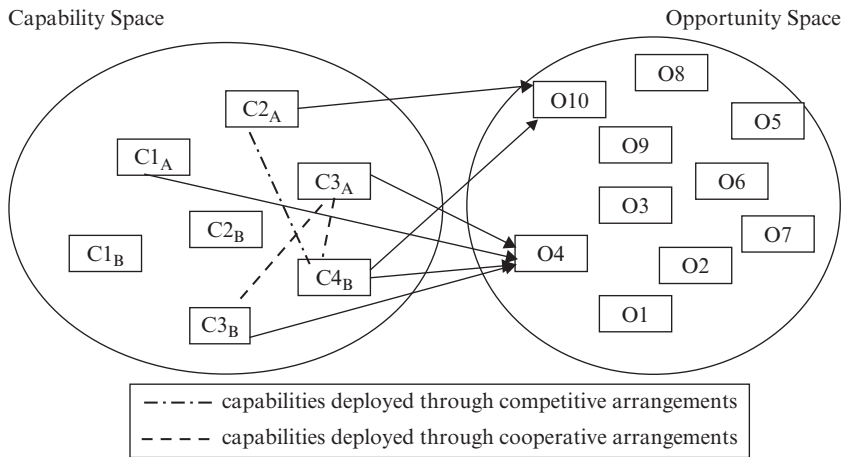 Capability Space
Opportunity Space
C2A
C1A
C3A
C2B
C1B
C4B
C3B
O8
O10
O5
O9
O6
O3
O7
O4
O2
O1
capabilities deployed through competitive arrangements
capabilities deployed through cooperative arrangements